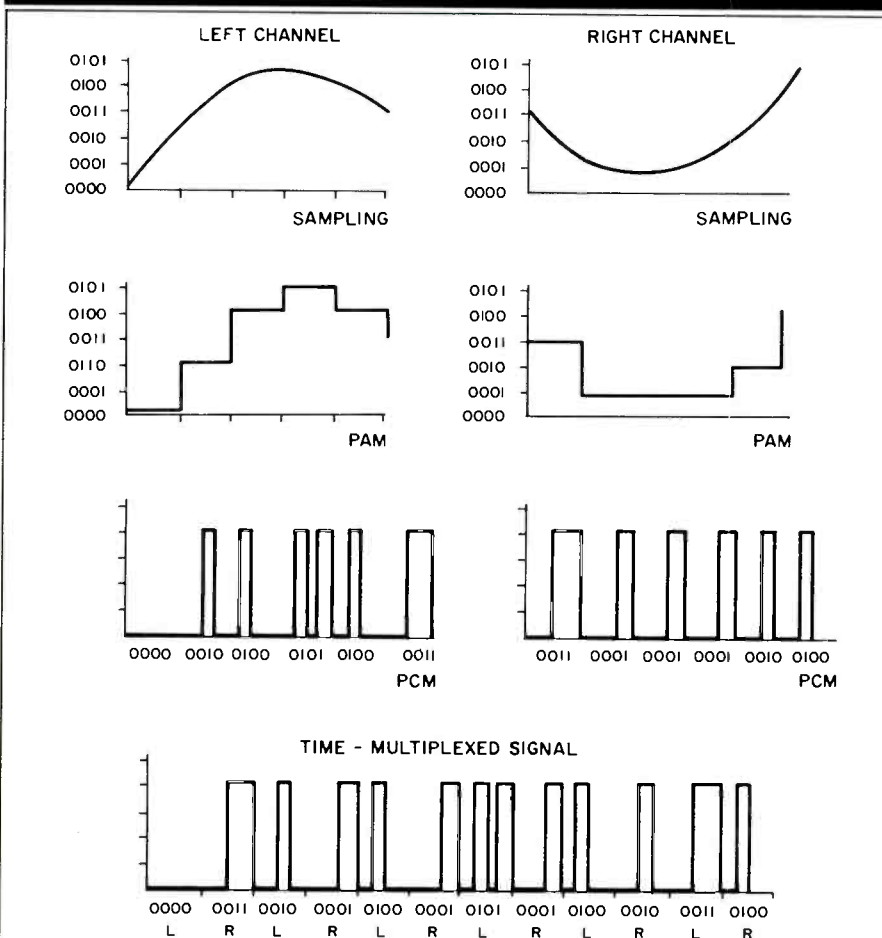 LEFT CHANNEL
0101
0100
0011
0010
0001
0000
SAMPLING
RIGHT CHANNEL
0101
0100
0011
0010
0001
0000
SAMPLING
0101
0100
0011
0110
0001
0000
PAM
0101
0100
0011
0010
0001
0000
PAM
0000 0010 0100 0101 0100 0011
PCM
0011 0001 0001 0001 0010 0100
PCM
TIME - MULTIPLEXED SIGNAL
0000 0011 0010 0001 0100 0001 0101 0001 0100 0010 0011 0100
L R L R L R L R L R L R